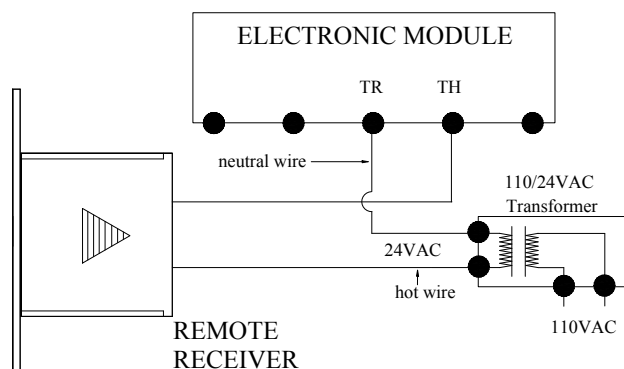 ELECTRONIC MODULE
TR
TH
neutral wire
110/24VAC
Transformer
24VAC
hot wire
110VAC
REMOTE
RECEIVER